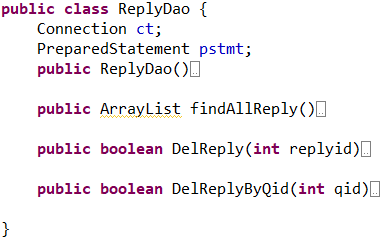 public class ReplyDao {
Connection ct;
PreparedStatement pstmt;
public ReplyDao()
public ArrayList findAllReply()
public boolean DelReply(int replyid)
public boolean DelReplyByQid(int qid)
}